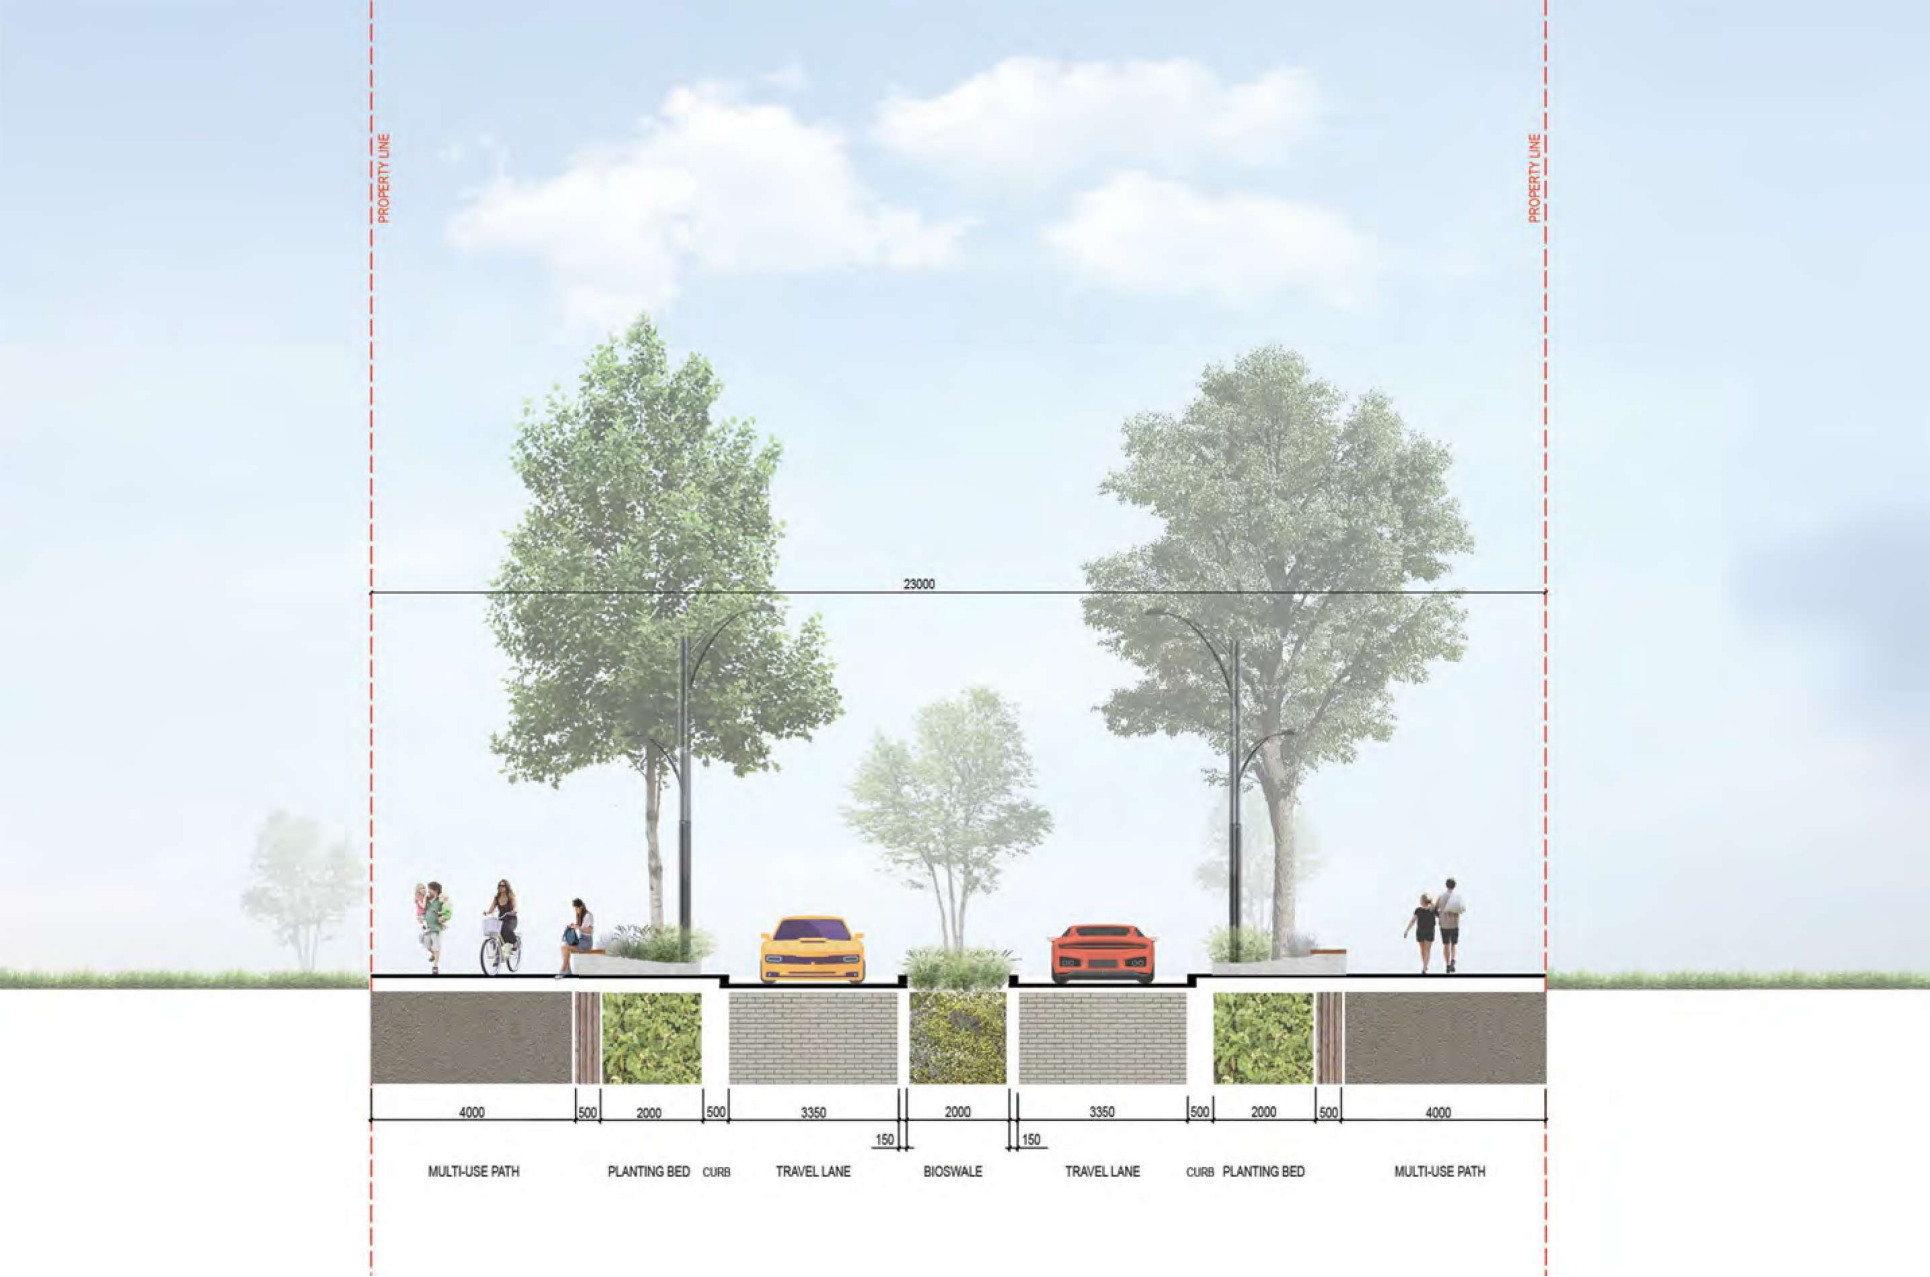 PROPERTY LINE
PROPERTY LINE
23000
4000 500 2000 500 3350 2000 3350 500 2000 500 4000
150 150
MULTI-USE PATH PLANTING BED CURB TRAVEL LANE BIOSWALE TRAVEL LANE CURB PLANTING BED MULTI-USE PATH